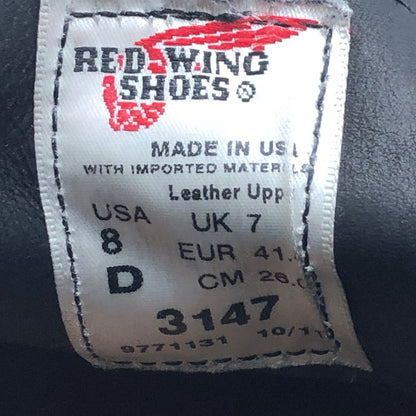 RED WING
SHOES ®
MADE IN US
WITH IMPORTED MATERIALS
Leather Upp
USA UK 7
8 EUR 41.
D CM 26.
3147
9771131 10/11